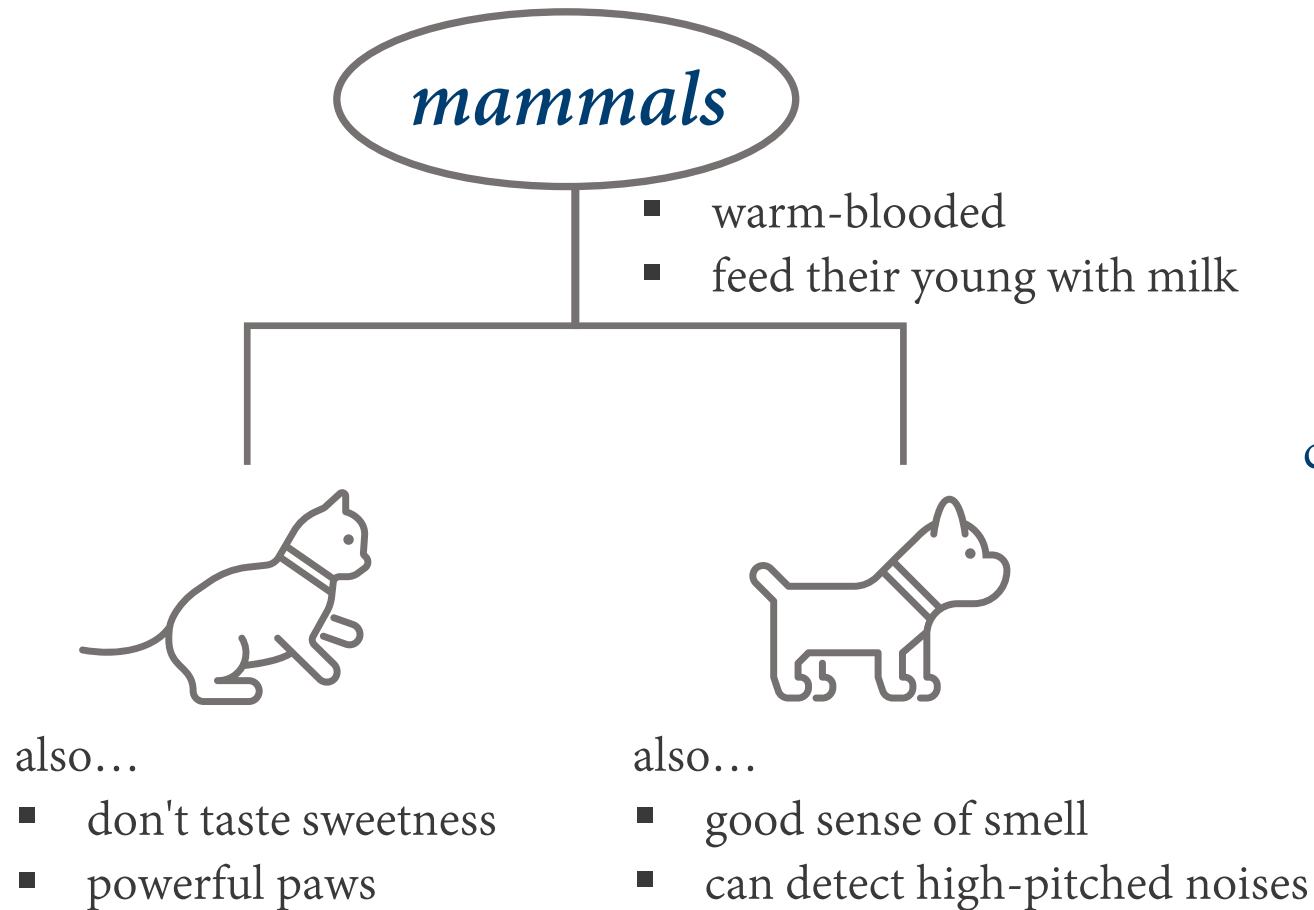 mammals
▪ warm-blooded
▪ feed their young with milk
also…
▪ don't taste sweetness
▪ powerful paws
also…
▪ good sense of smell
▪ can detect high-pitched noises